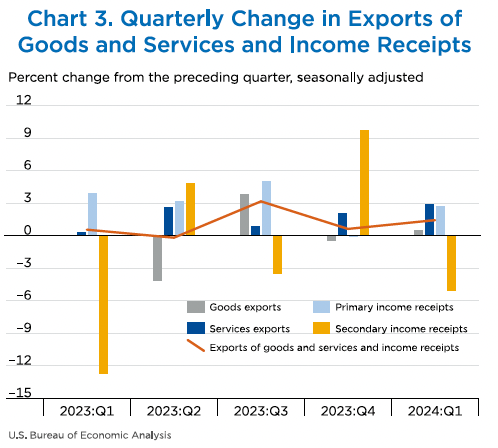 Chart 3. Quarterly Change in Exports of
Goods and Services and Income Receipts
Percent change from the preceding quarter, seasonally adjusted
12
9
6
3
0
−3
−6
−9
−12
−15
Goods exports
Primary income receipts
Services exports
Secondary income receipts
Exports of goods and services and income receipts
2023:Q1
2023:Q2
2023:Q3
2023:Q4
2024:Q1
U.S. Bureau of Economic Analysis